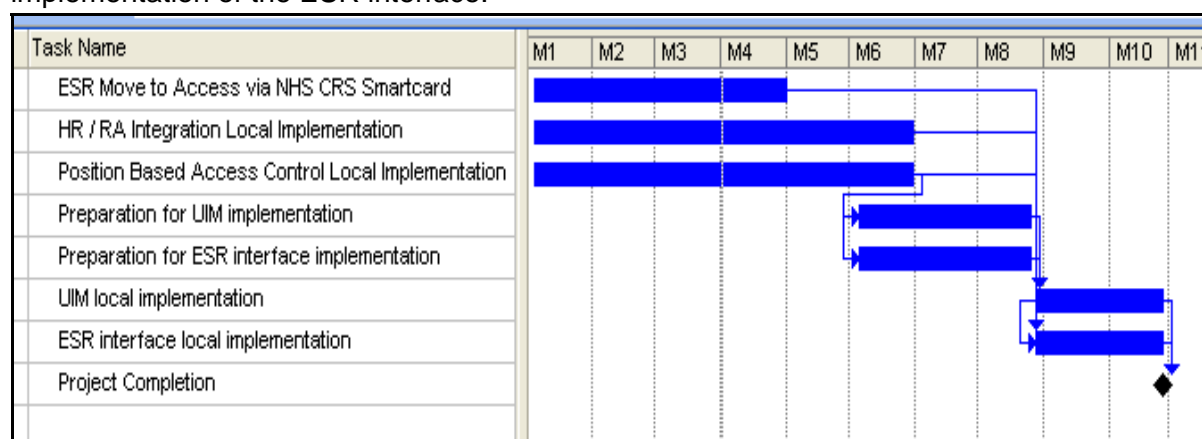 implementation of the ESR interface.
Task Name M1 M2 M3 M4 M5 M6 M7 M8 M9 M10
ESR Move to Access via NHS CRS Smartcard
HR / RA Integration Local Implementation
Position Based Access Control Local Implementation
Preparation for UIM implementation
Preparation for ESR interface implementation
UIM local implementation
ESR interface local implementation
Project Completion